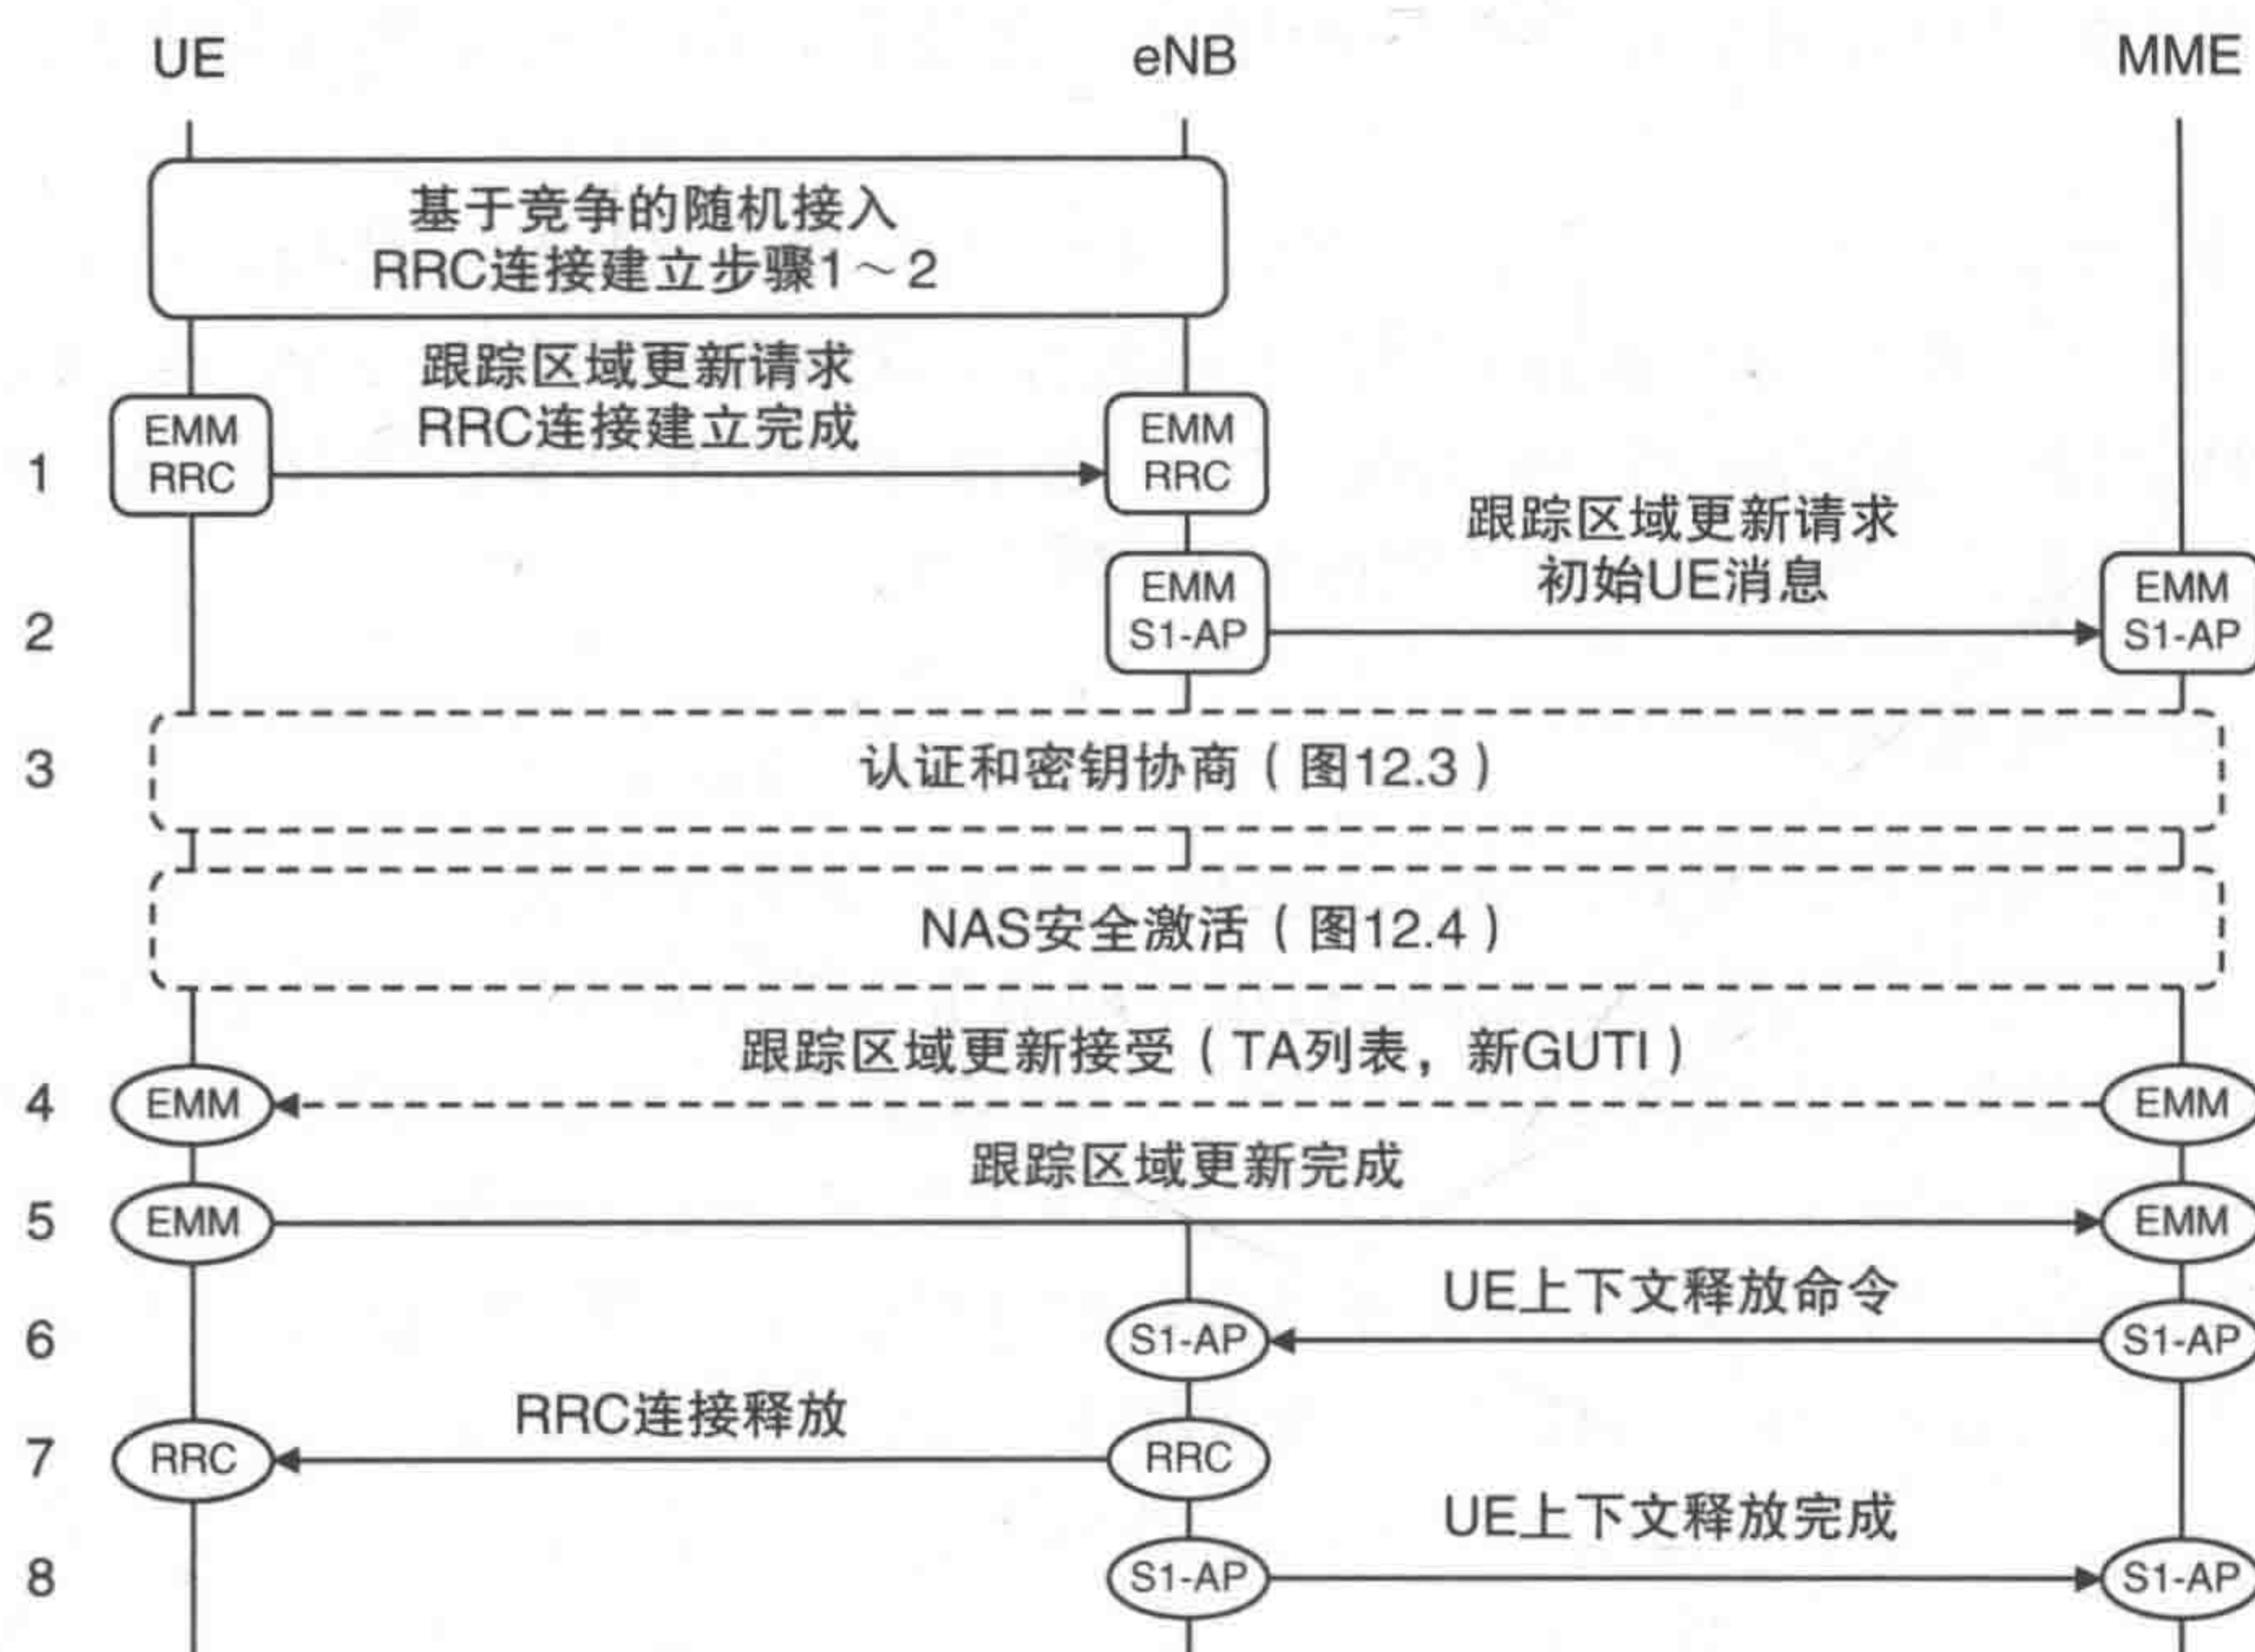 UE
eNB
MME
基于竞争的随机接入
RRC连接建立步骤1～2
跟踪区域更新请求
RRC连接建立完成
EMM
RRC
EMM
RRC
1
跟踪区域更新请求
初始UE消息
EMM
S1-AP
EMM
S1-AP
2
3
认证和密钥协商（图12.3）
NAS安全激活（图12.4）
跟踪区域更新接受（TA列表，新GUTI）
4
EMM
EMM
跟踪区域更新完成
5
EMM
EMM
UE上下文释放命令
6
S1-AP
S1-AP
RRC连接释放
7
RRC
RRC
UE上下文释放完成
8
S1-AP
S1-AP